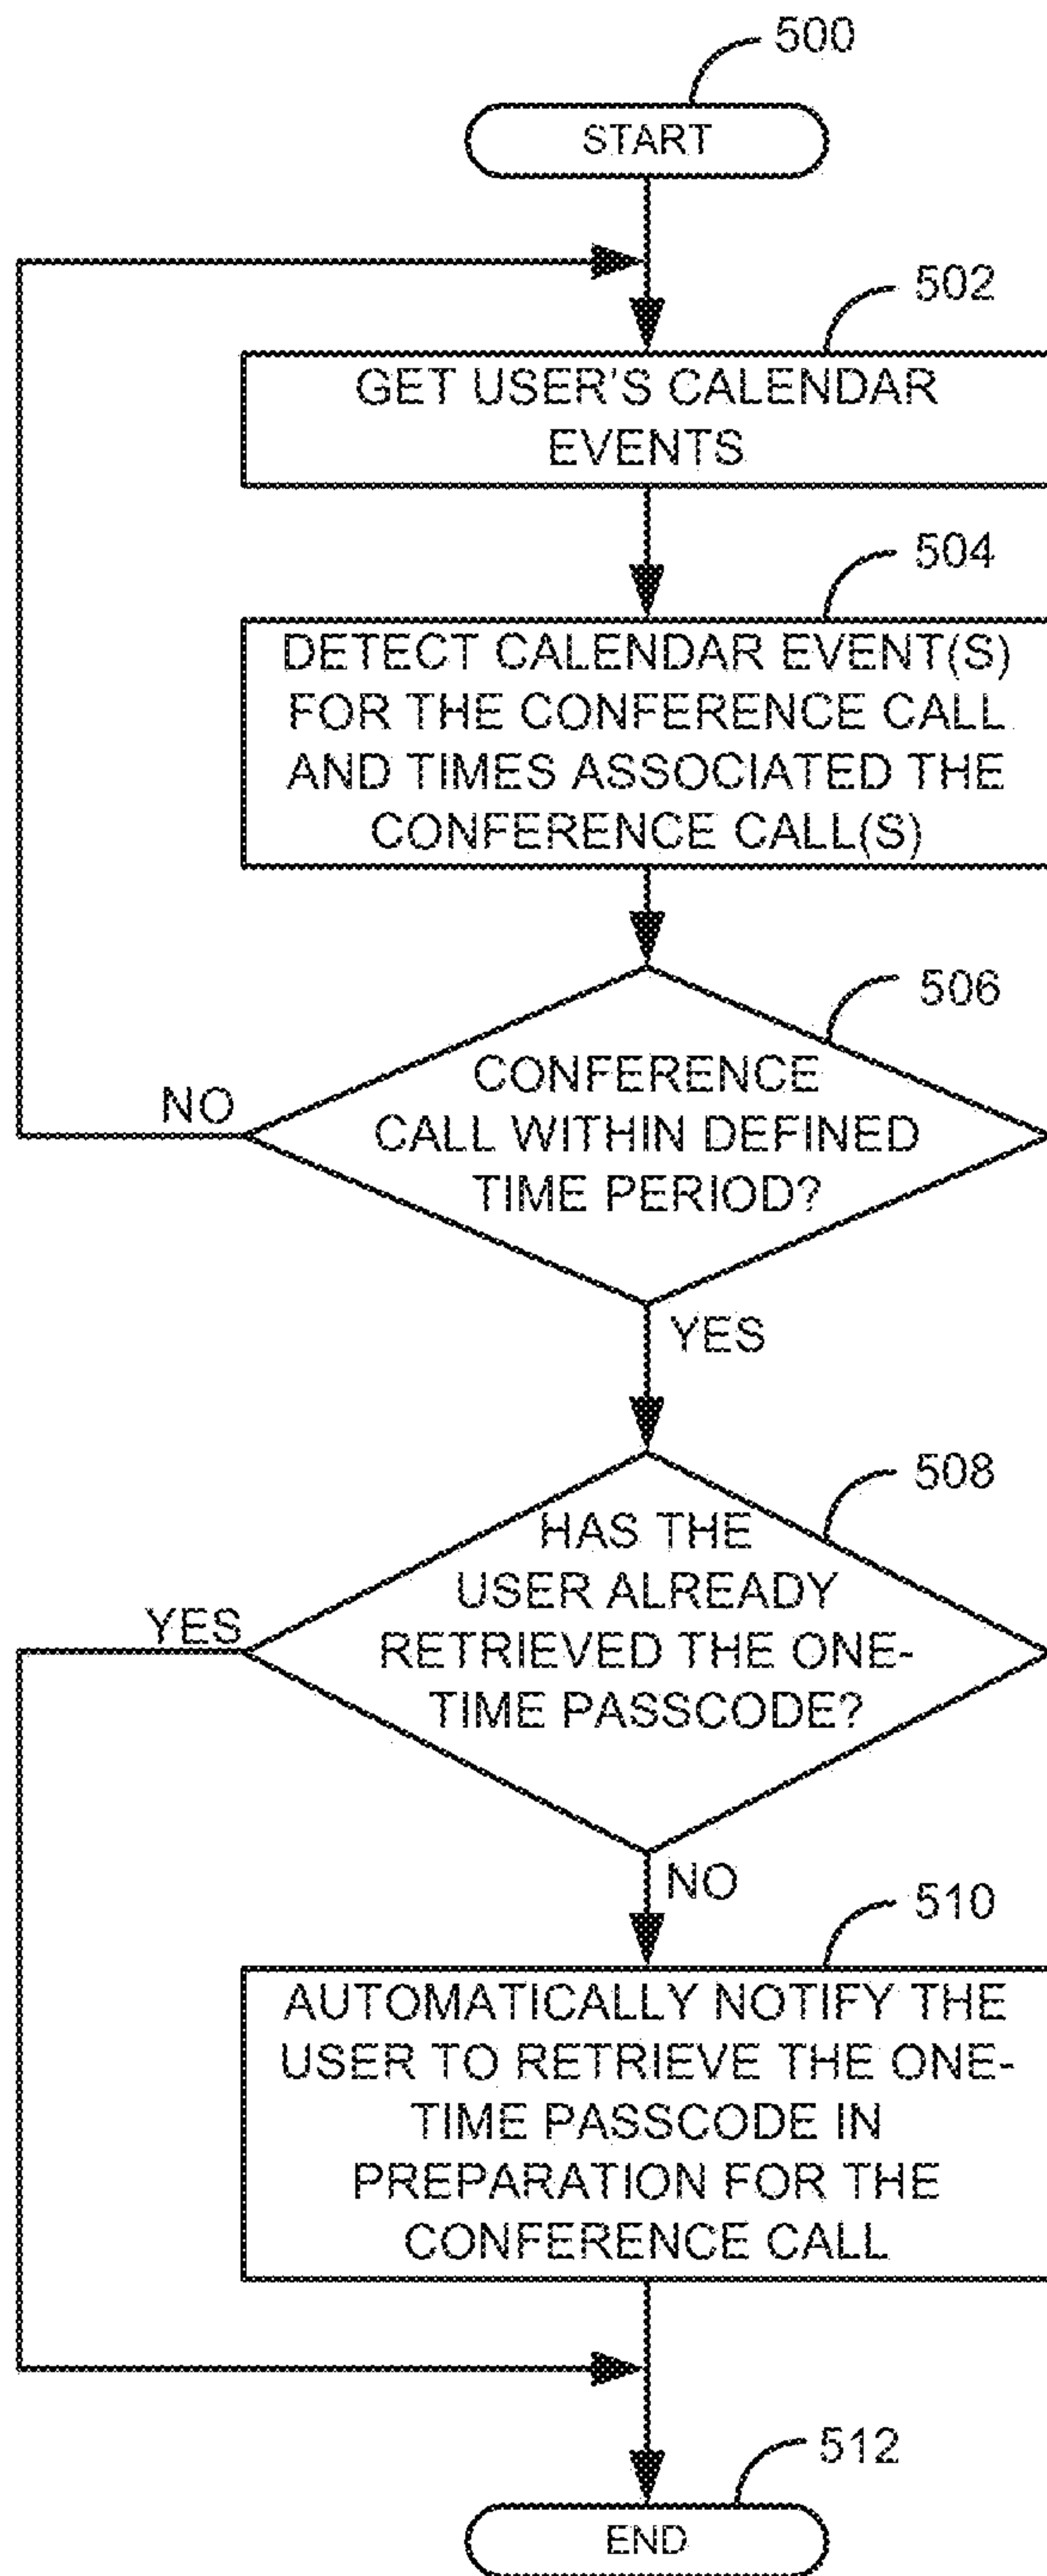 500
START
502
GET USER'S CALENDAR
EVENTS
504
DETECT CALENDAR EVENT(S)
FOR THE CONFERENCE CALL
AND TIMES ASSOCIATED THE
CONFERENCE CALL(S)
506
CONFERENCE
CALL WITHIN DEFINED
TIME PERIOD?
NO
YES
508
HAS THE
USER ALREADY
RETRIEVED THE ONE-
TIME PASSCODE?
YES
NO
510
AUTOMATICALLY NOTIFY THE
USER TO RETRIEVE THE ONE-
TIME PASSCODE IN
PREPARATION FOR THE
CONFERENCE CALL
512
END